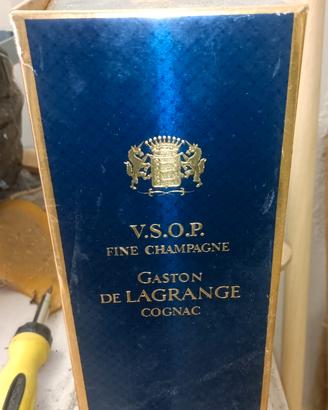 V.S.O.P.
FINE CHAMPAGNE
GASTON
DE LAGRANGE
COGNAC